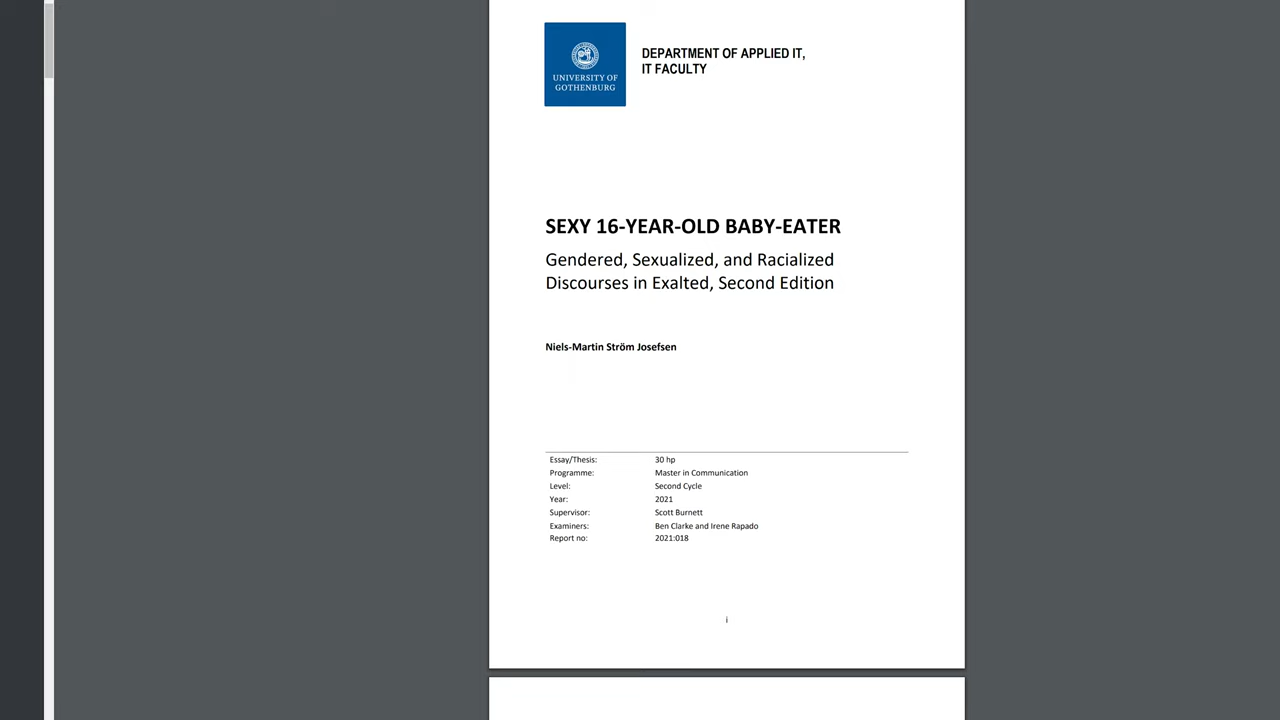 UNIVERSITY OF
GOTHENBURG
DEPARTMENT OF APPLIED IT,
IT FACULTY
SEXY 16-YEAR-OLD BABY-EATER
Gendered, Sexualized, and Racialized
Discourses in Exalted, Second Edition
Niels-Martin Ström Josefsen
Essay/Thesis: 30 hp
Programme: Master in Communication
Level: Second Cycle
Year: 2021
Supervisor: Scott Burnett
Examiners: Ben Clarke and Irene Rapado
Report no: 2021:018
i